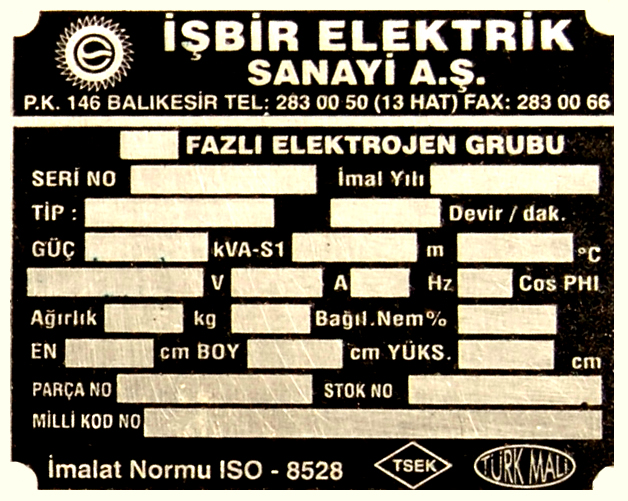 İŞBİR ELEKTRİK
SANAYİ A.Ş.
P.K. 146 BALIKESİR TEL: 283 00 50 (13 HAT) FAX: 283 00 66
FAZLI ELEKTROJEN GRUBU
SERİ NO İmal Yılı
TİP : Devir / dak.
GÜÇ kVA-S1 m °C
V A Hz Cos PHI
Ağırlık kg Bağıl.Nem%
EN cm BOY cm YÜKS. cm
PARÇA NO STOK NO
MİLLİ KOD NO
İmalat Normu ISO - 8528 TSEK TÜRK MALI